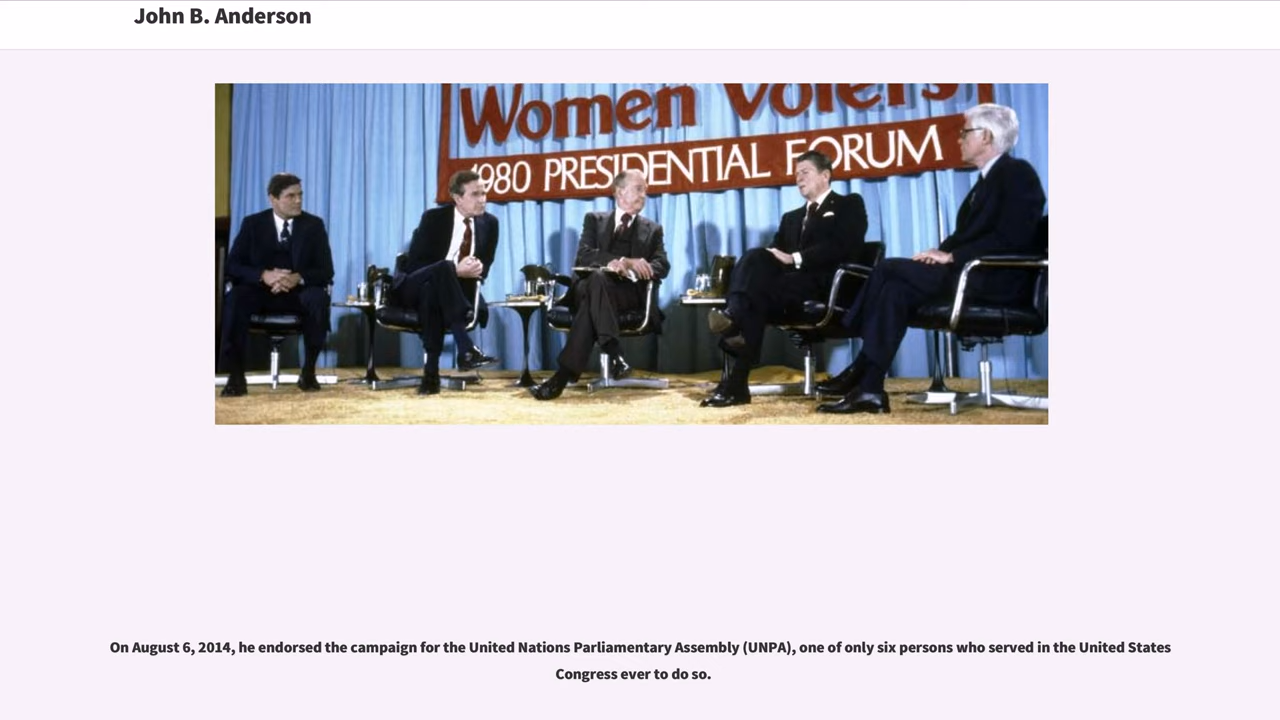 John B. Anderson
Women Voters
1980 PRESIDENTIAL FORUM
On August 6, 2014, he endorsed the campaign for the United Nations Parliamentary Assembly (UNPA), one of only six persons who served in the United States
Congress ever to do so.